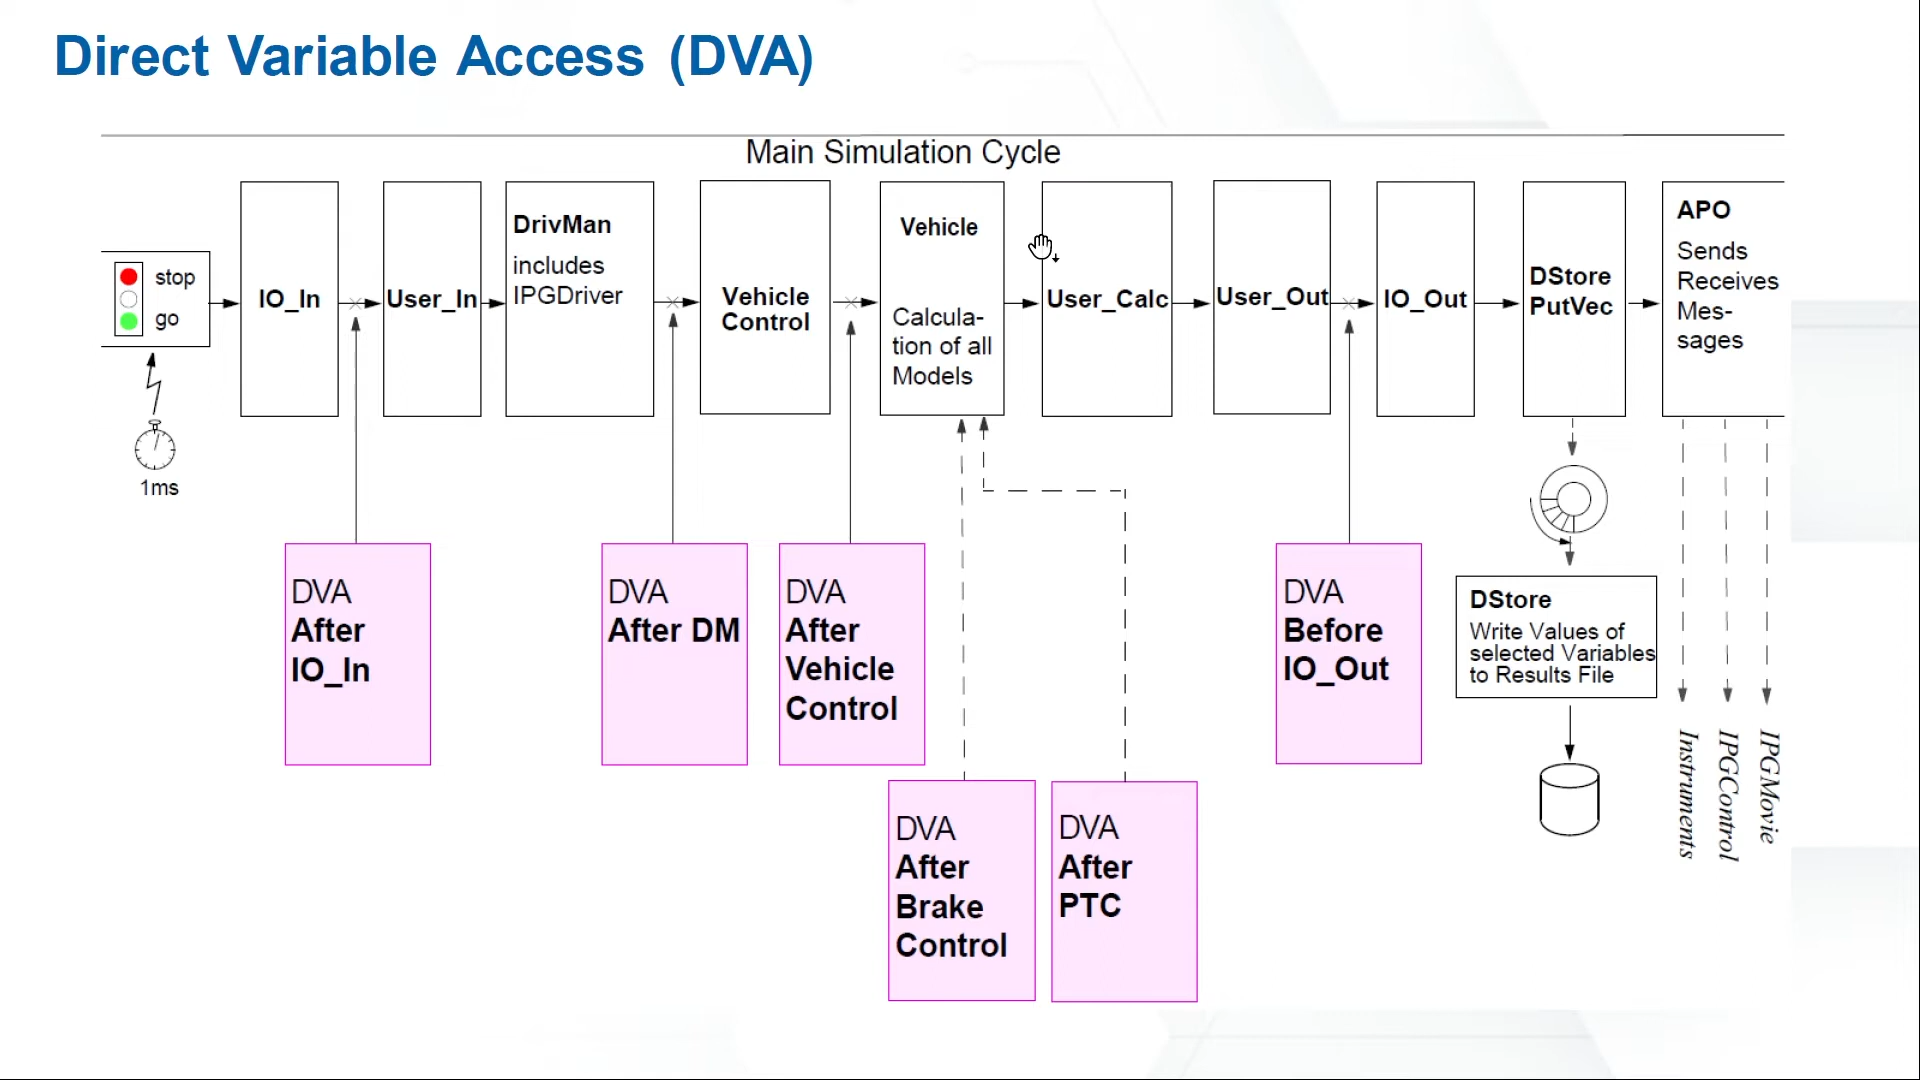 Direct Variable Access (DVA)
Main Simulation Cycle
stop
go
1ms
IO_In
User_In
DrivMan
includes
IPGDriver
Vehicle
Control
Vehicle
Calcula-
tion of all
Models
User_Calc
User_Out
IO_Out
DStore
PutVec
APO
Sends
Receives
Mes-
sages
DVA
After
IO_In
DVA
After DM
DVA
After
Vehicle
Control
DVA
After
Brake
Control
DVA
After
PTC
DVA
Before
IO_Out
DStore
Write Values of
selected Variables
to Results File
Instruments
IPGControl
IPGMovie